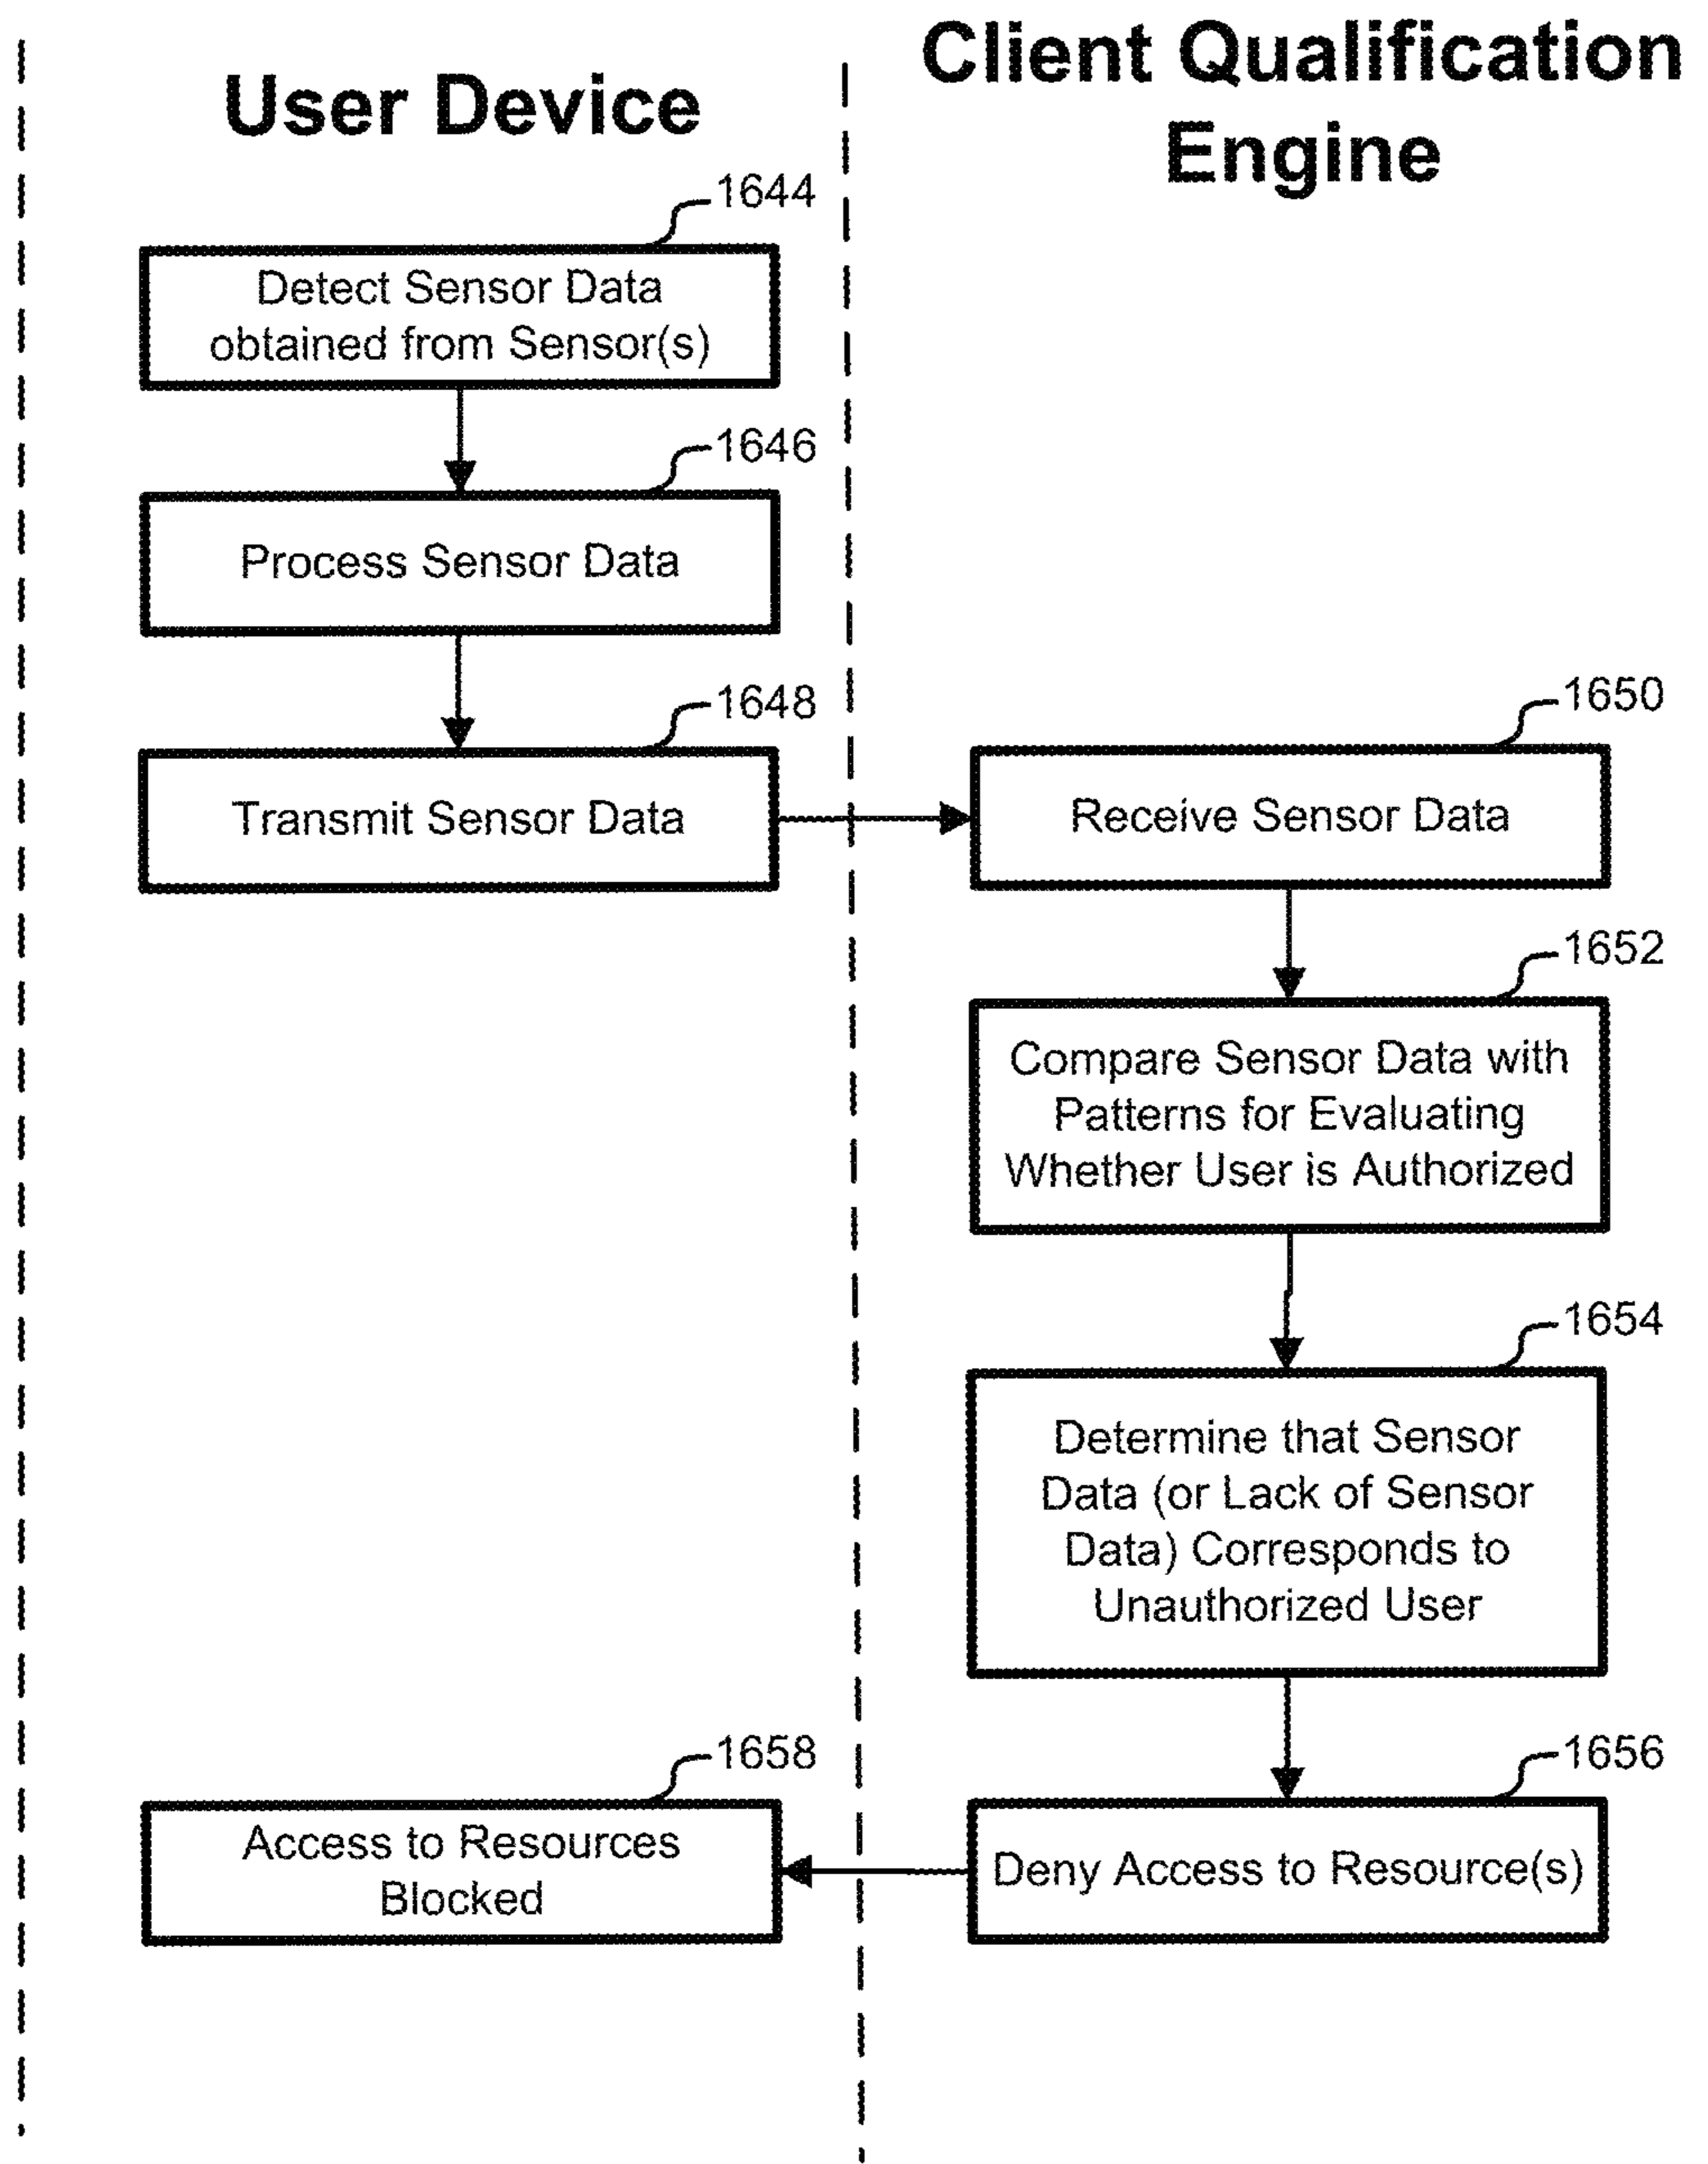 User Device
Client Qualification
Engine
1644
Detect Sensor Data
obtained from Sensor(s)
1646
Process Sensor Data
1648
Transmit Sensor Data
1650
Receive Sensor Data
1652
Compare Sensor Data with
Patterns for Evaluating
Whether User is Authorized
1654
Determine that Sensor
Data (or Lack of Sensor
Data) Corresponds to
Unauthorized User
1656
Deny Access to Resource(s)
1658
Access to Resources
Blocked